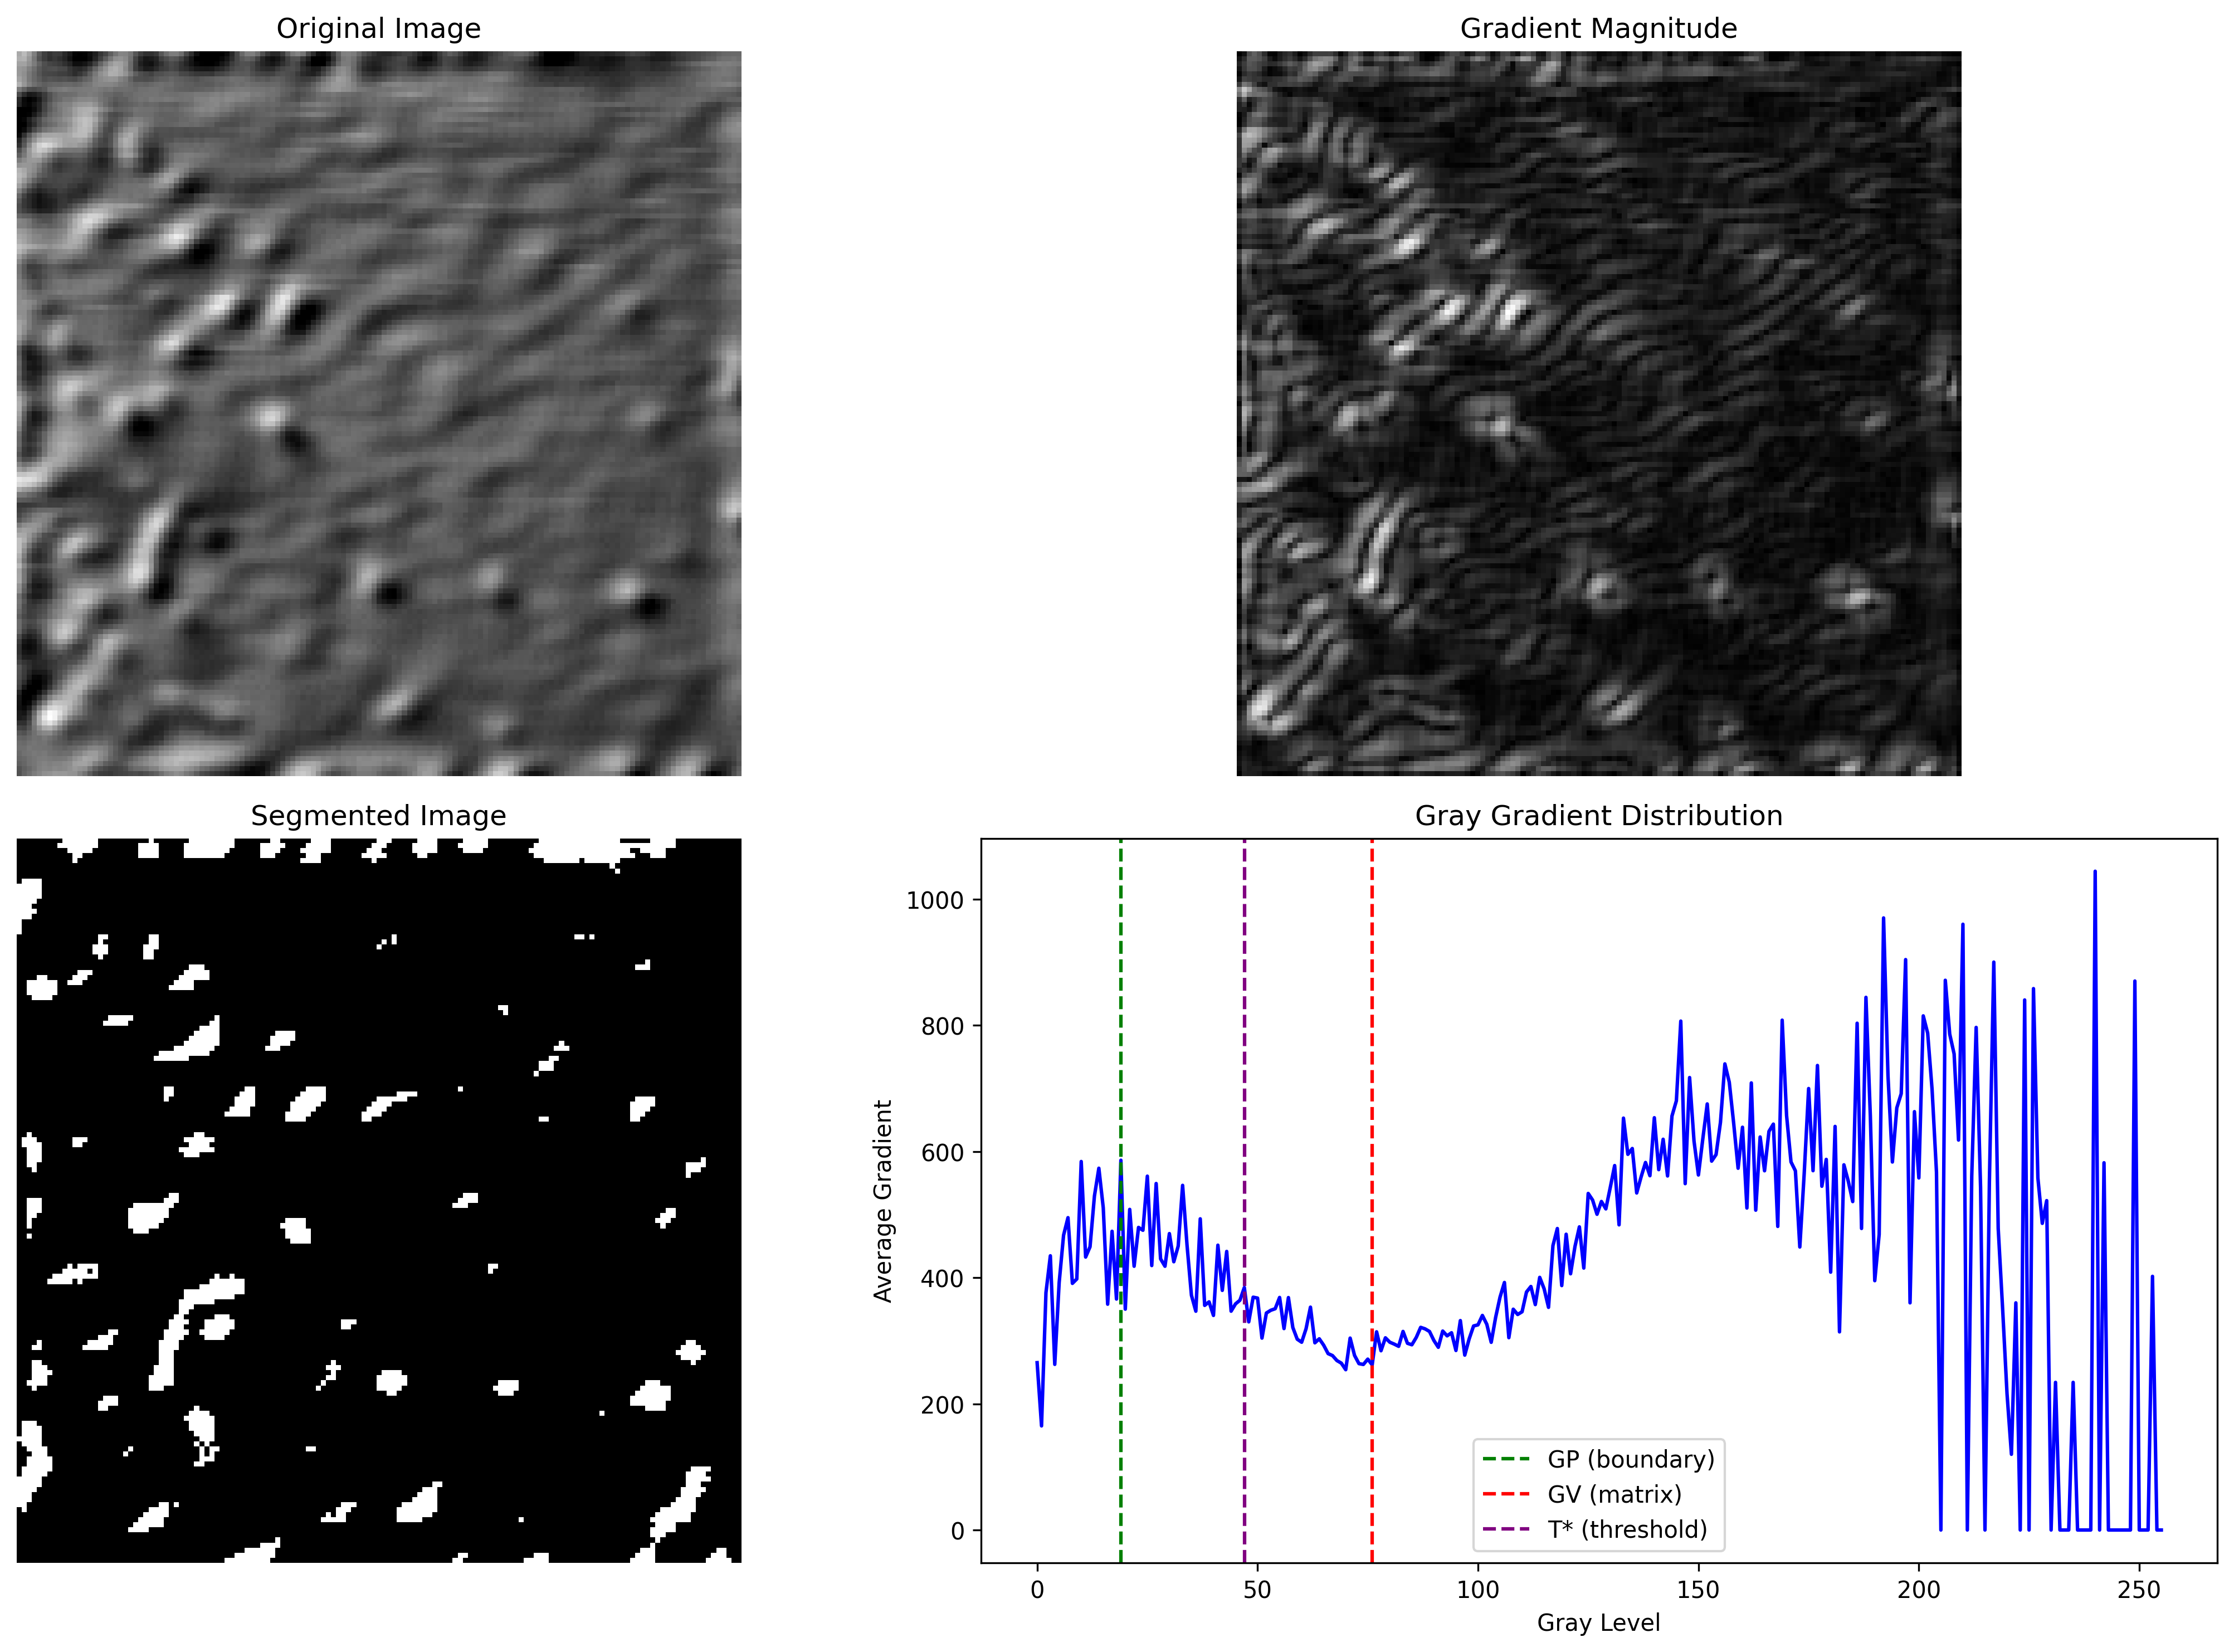 Original Image
Gradient Magnitude
Segmented Image
Gray Gradient Distribution
1000
800
600
400
200
0
Average Gradient
GP (boundary)
GV (matrix)
T* (threshold)
0 50 100 150 200 250
Gray Level